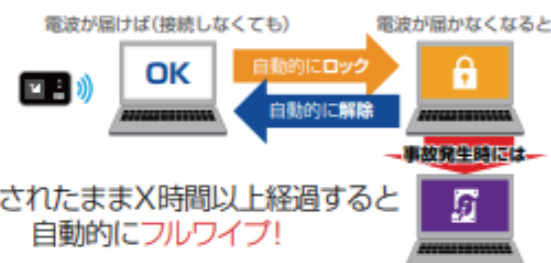 電波が届けば(接続しなくても)
電波が届かなくなると
OK
自動的にロック
自動的に解除
事故発生時には
されたままX時間以上経過すると
自動的にフルワイプ!